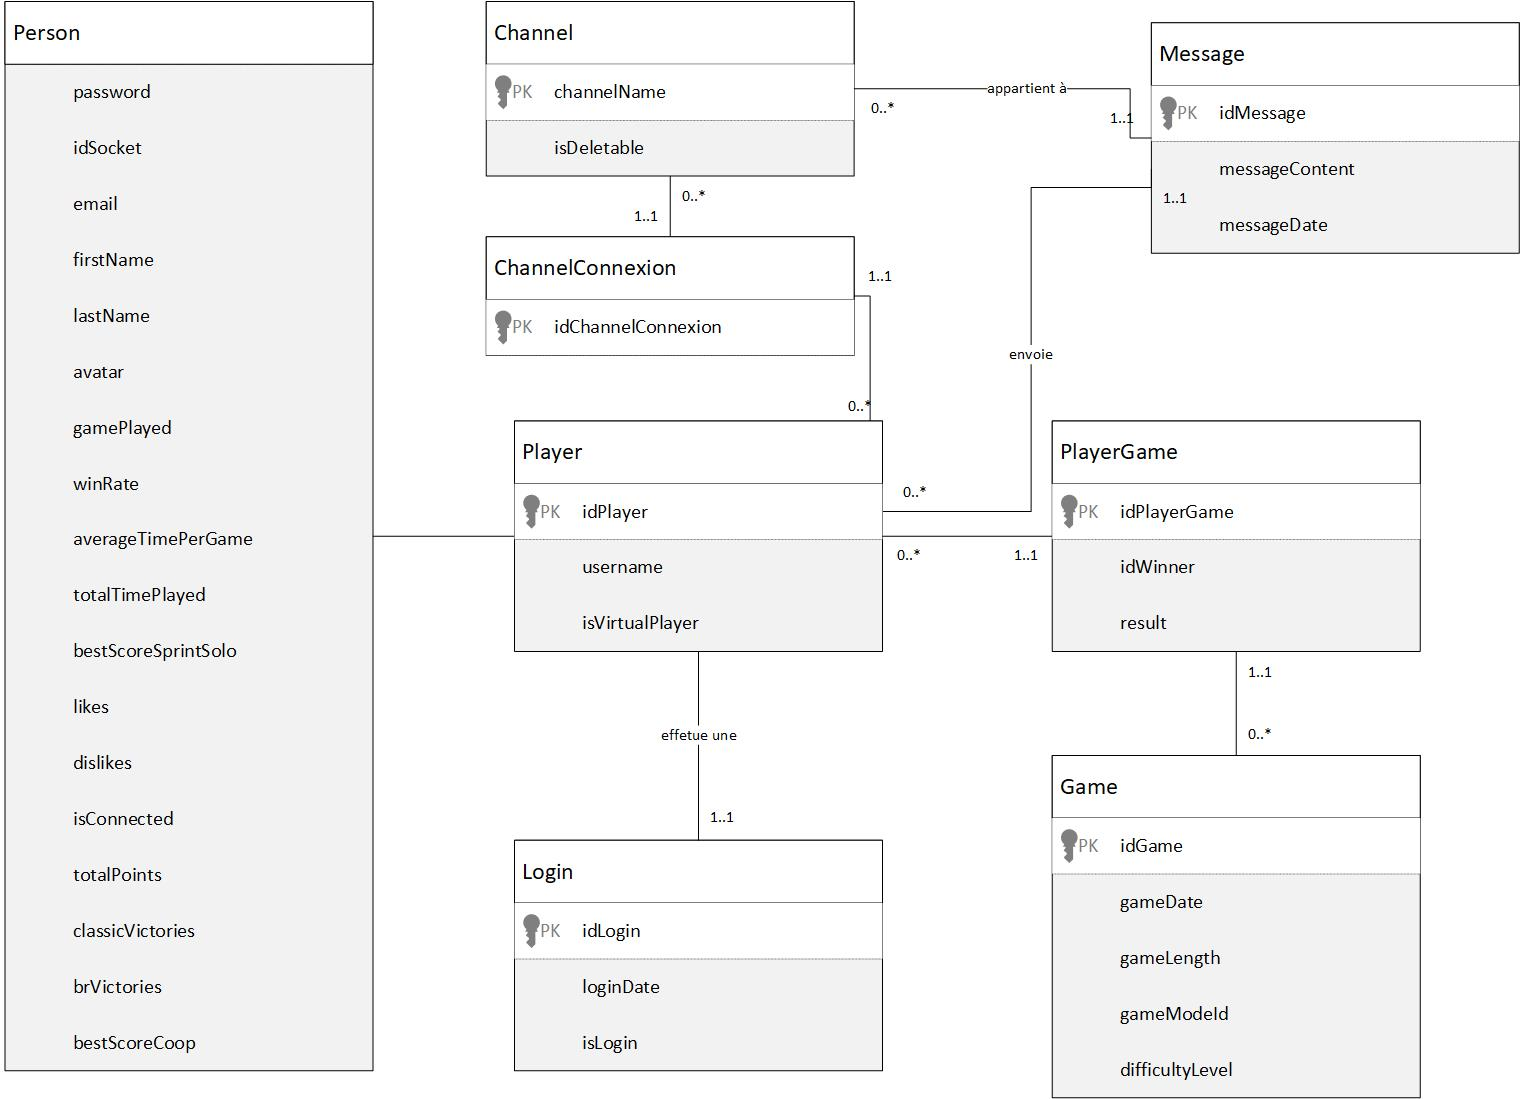 Person
password
idSocket
email
firstName
lastName
avatar
gamePlayed
winRate
averageTimePerGame
totalTimePlayed
bestScoreSprintSolo
likes
dislikes
isConnected
totalPoints
classicVictories
brVictories
bestScoreCoop
Channel
PK channelName
isDeletable
0..*
1..1
ChannelConnexion
PK idChannelConnexion
1..1
0..*
appartient à
0..*
1..1
Message
PK idMessage
messageContent
messageDate
1..1
envoie
0..*
Player
PK idPlayer
username
isVirtualPlayer
0..*
1..1
PlayerGame
PK idPlayerGame
idWinner
result
1..1
0..*
effetue une
1..1
Login
PK idLogin
loginDate
isLogin
Game
PK idGame
gameDate
gameLength
gameModeId
difficultyLevel